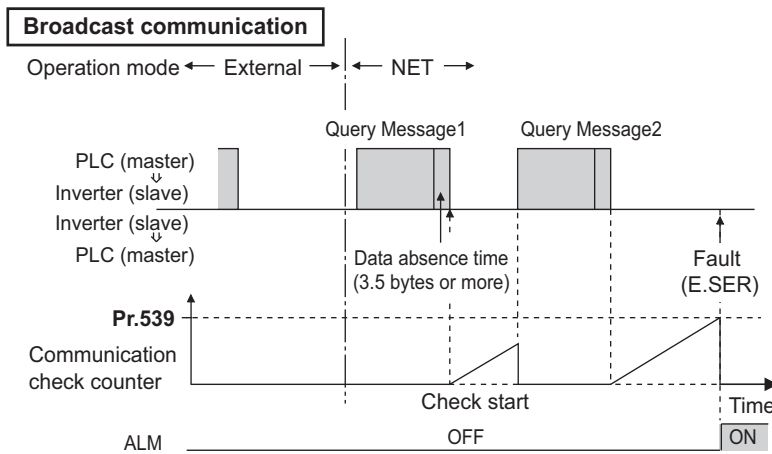 Broadcast communication
Operation mode External NET
Query Message1 Query Message2
PLC (master)
⇓
Inverter (slave)
Inverter (slave)
⇓
PLC (master)
Data absence time
(3.5 bytes or more)
Fault
(E.SER)
Pr.539
Communication
check counter
Check start
Time
ALM OFF ON